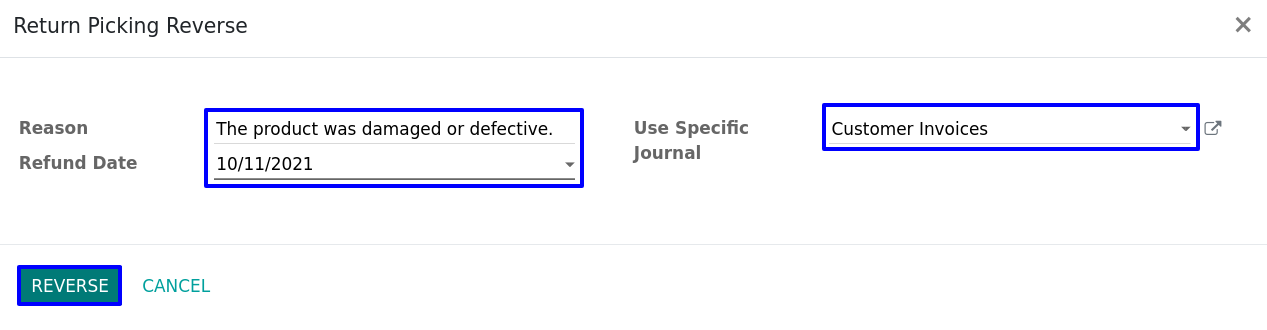 Return Picking Reverse
Reason
The product was damaged or defective.
Refund Date
10/11/2021
Use Specific
Journal
Customer Invoices
REVERSE
CANCEL